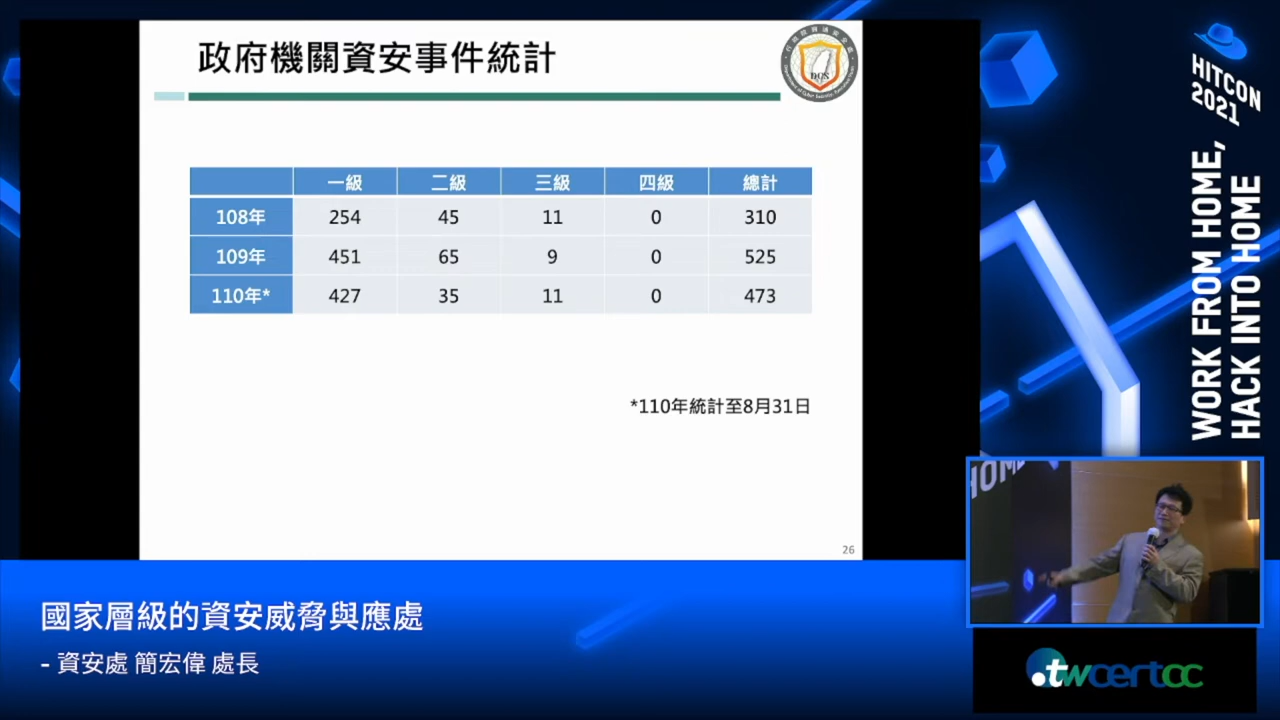 政府機關資安事件統計
DCS
一級 二級 三級 四級 總計
108年 254 45 11 0 310
109年 451 65 9 0 525
110年* 427 35 11 0 473
*110年統計至8月31日
26
HITCON
2021
WORK FROM HOME,
HACK INTO HOME
HOME
國家層級的資安威脅與應處
- 資安處 簡宏偉 處長
.twcertcc